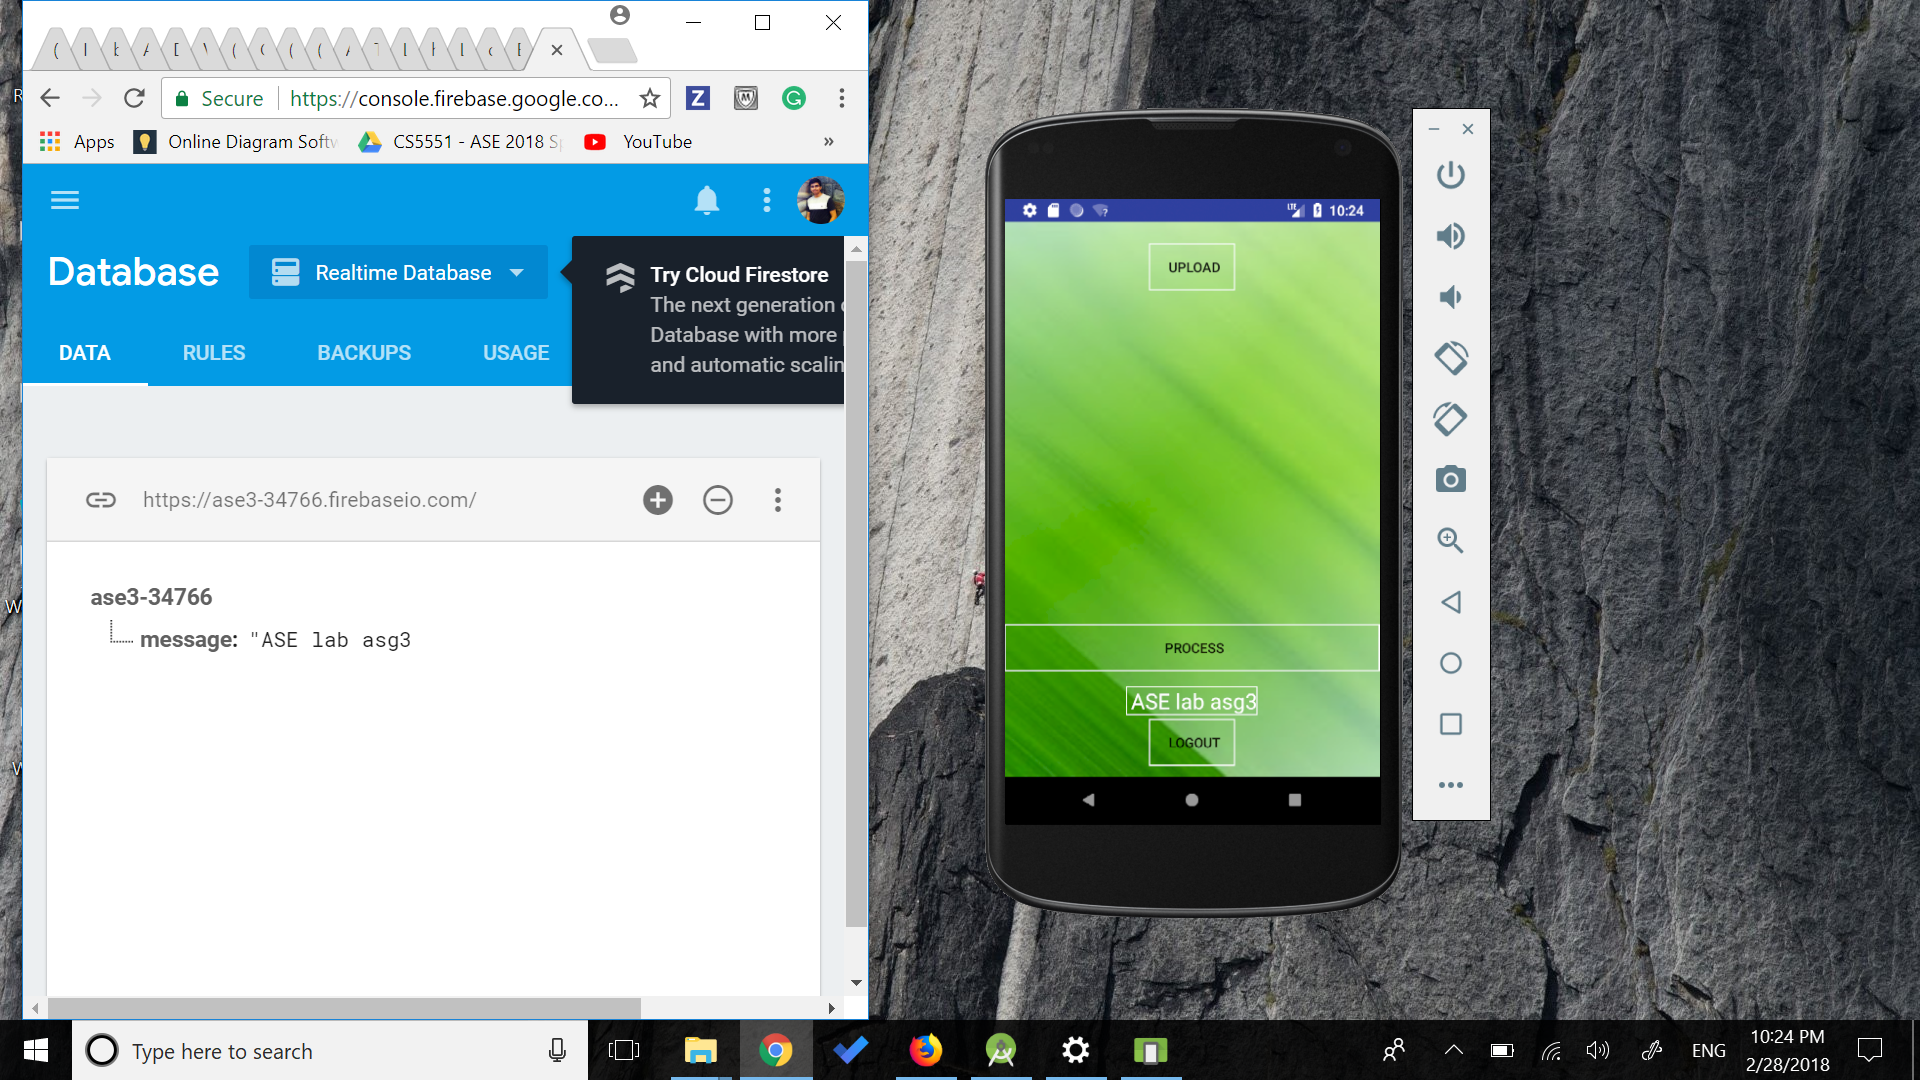 Secure
https://console.firebase.google.co...
Apps
Online Diagram Softw
CS5551 - ASE 2018 Sp
YouTube
»
Database
Realtime Database
Try Cloud Firestore
The next generation
Database with more
and automatic scalin
DATA
RULES
BACKUPS
USAGE
https://ase3-34766.firebaseio.com/
ase3-34766
message: "ASE lab asg3
LTE
10:24
UPLOAD
PROCESS
ASE lab asg3
LOGOUT
Type here to search
ENG
10:24 PM
2/28/2018